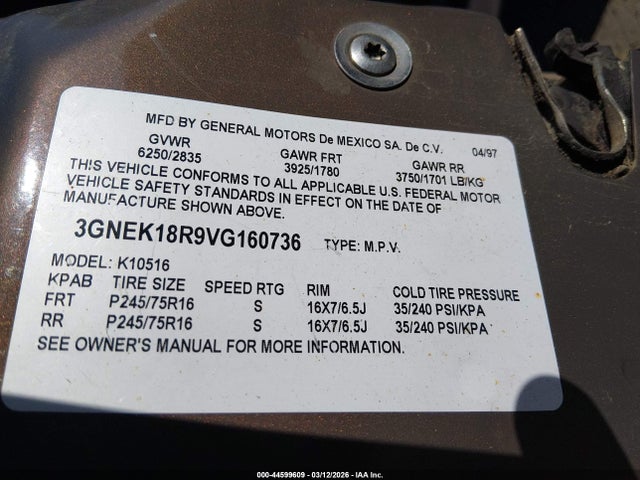 MFD BY GENERAL MOTORS De MEXICO SA. De C.V. 04/97
GVWR GAWR FRT GAWR RR
6250/2835 3925/1780 3750/1701 LB/KG
THIS VEHICLE CONFORMS TO ALL APPLICABLE U.S. FEDERAL MOTOR
VEHICLE SAFETY STANDARDS IN EFFECT ON THE DATE OF
MANUFACTURE SHOWN ABOVE.
3GNEK18R9VG160736 TYPE: M.P.V.
MODEL: K10516
KPAB TIRE SIZE SPEED RTG RIM COLD TIRE PRESSURE
FRT P245/75R16 S 16X7/6.5J 35/240 PSI/KPA
RR P245/75R16 S 16X7/6.5J 35/240 PSI/KPA
SEE OWNER'S MANUAL FOR MORE INFORMATION.
000-44599609 - 03/12/2026 - IAA Inc.